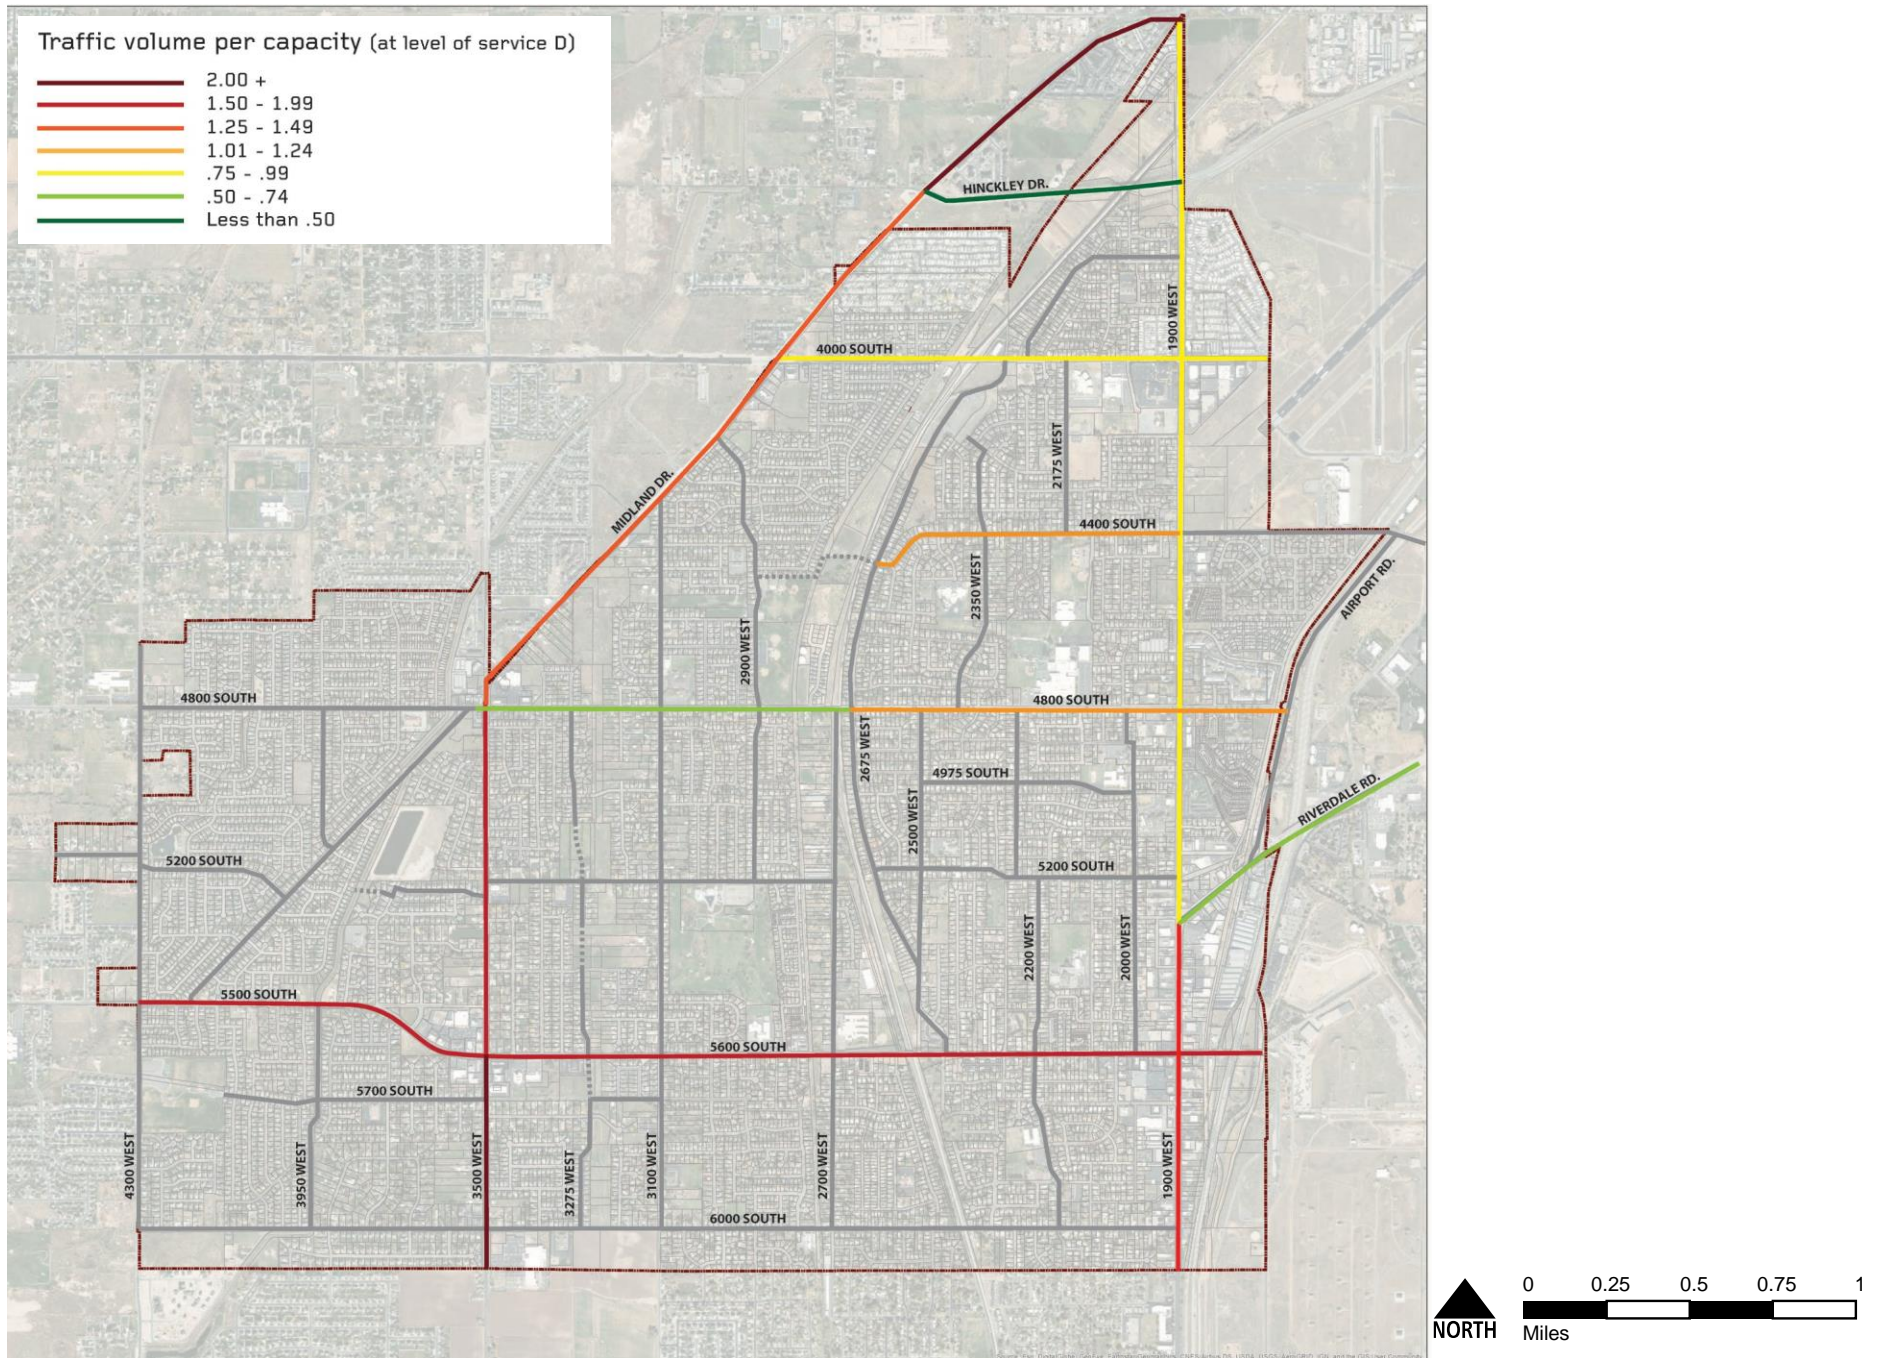 Traffic volume per capacity (at level of service D)
2.00 +
1.50 - 1.99
1.25 - 1.49
1.01 - 1.24
.75 - .99
.50 - .74
Less than .50
HINCKLEY DR.
1900 WEST
4000 SOUTH
2175 WEST
MIDLAND DR.
4400 SOUTH
2350 WEST
AIRPORT RD.
2900 WEST
4800 SOUTH
4800 SOUTH
2675 WEST
4975 SOUTH
RIVERDALE RD.
2500 WEST
5200 SOUTH
5200 SOUTH
2200 WEST
2000 WEST
5500 SOUTH
5600 SOUTH
5700 SOUTH
4300 WEST
3950 WEST
3500 WEST
3275 WEST
3100 WEST
2700 WEST
1900 WEST
6000 SOUTH
NORTH
0 0.25 0.5 0.75 1
Miles